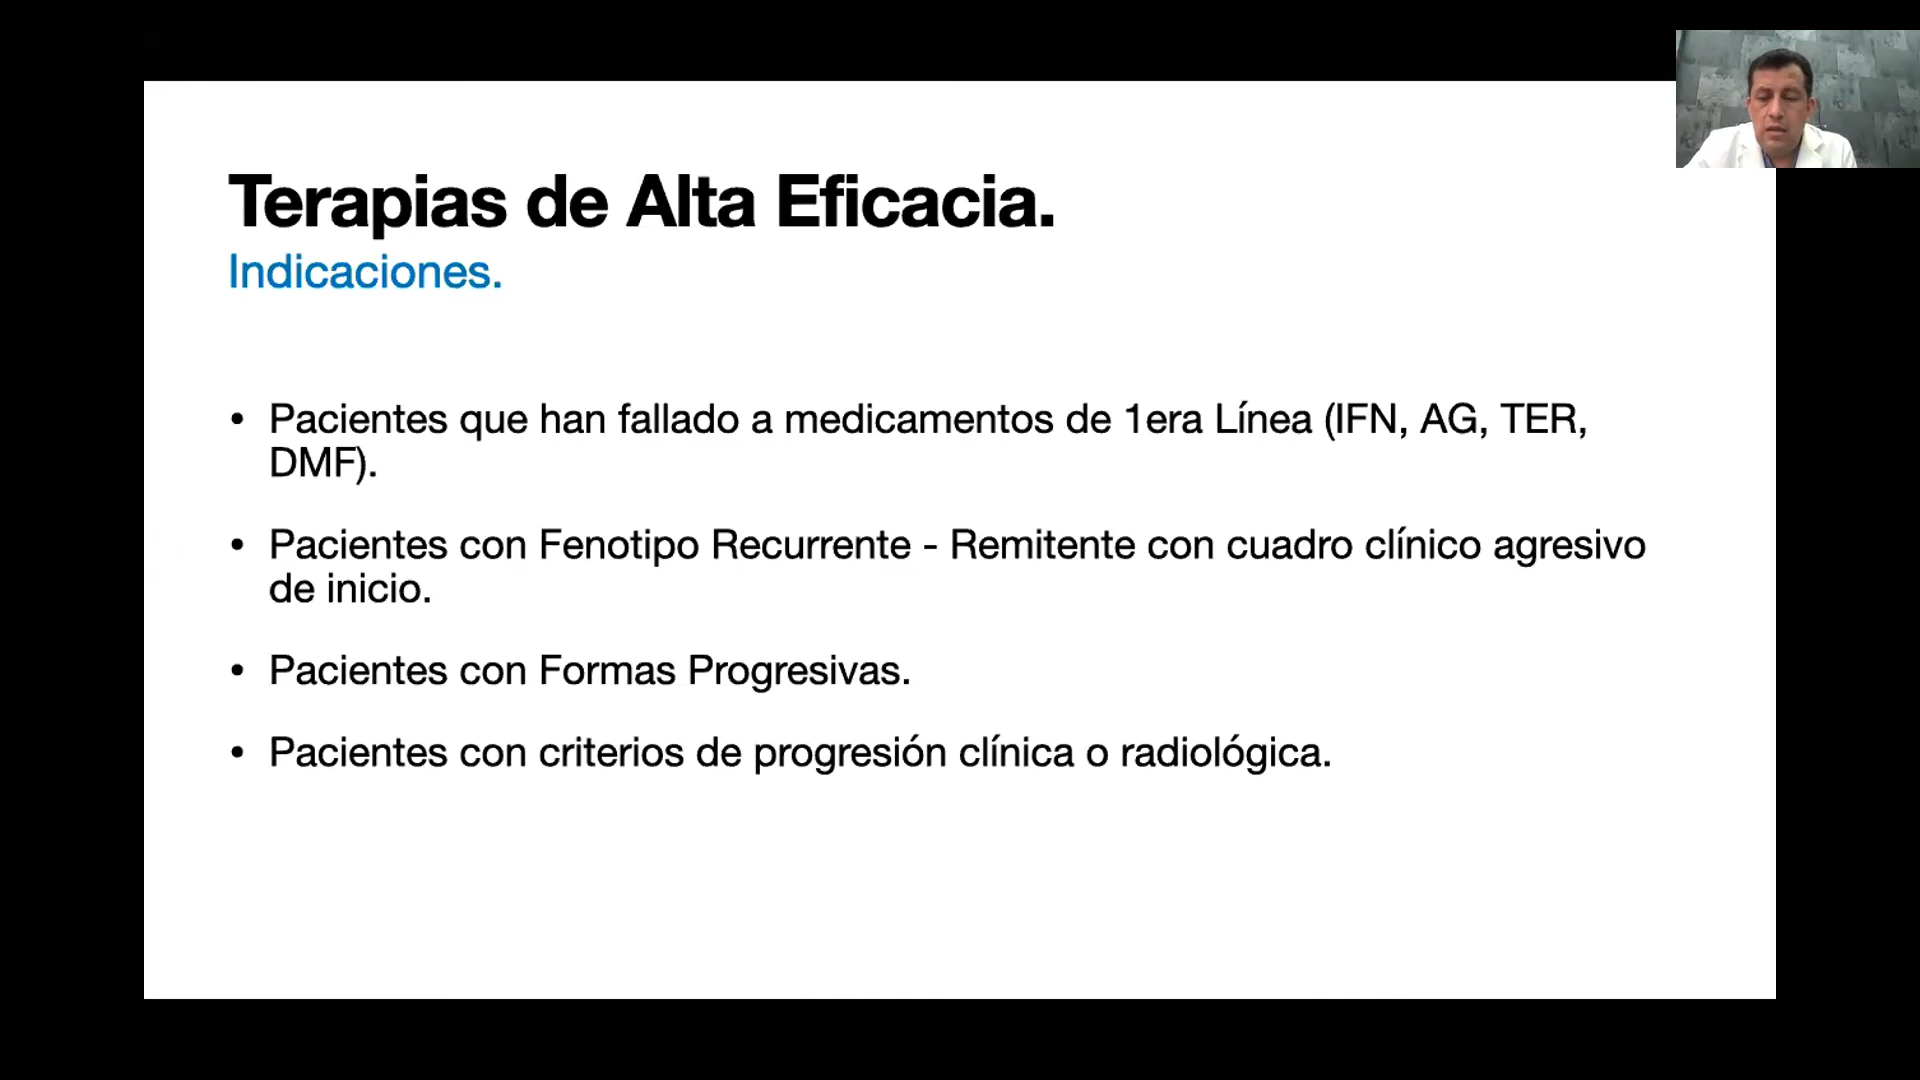 Terapias de Alta Eficacia.
Indicaciones.
• Pacientes que han fallado a medicamentos de 1era Línea (IFN, AG, TER,
DMF).
• Pacientes con Fenotipo Recurrente - Remitente con cuadro clínico agresivo
de inicio.
• Pacientes con Formas Progresivas.
• Pacientes con criterios de progresión clínica o radiológica.